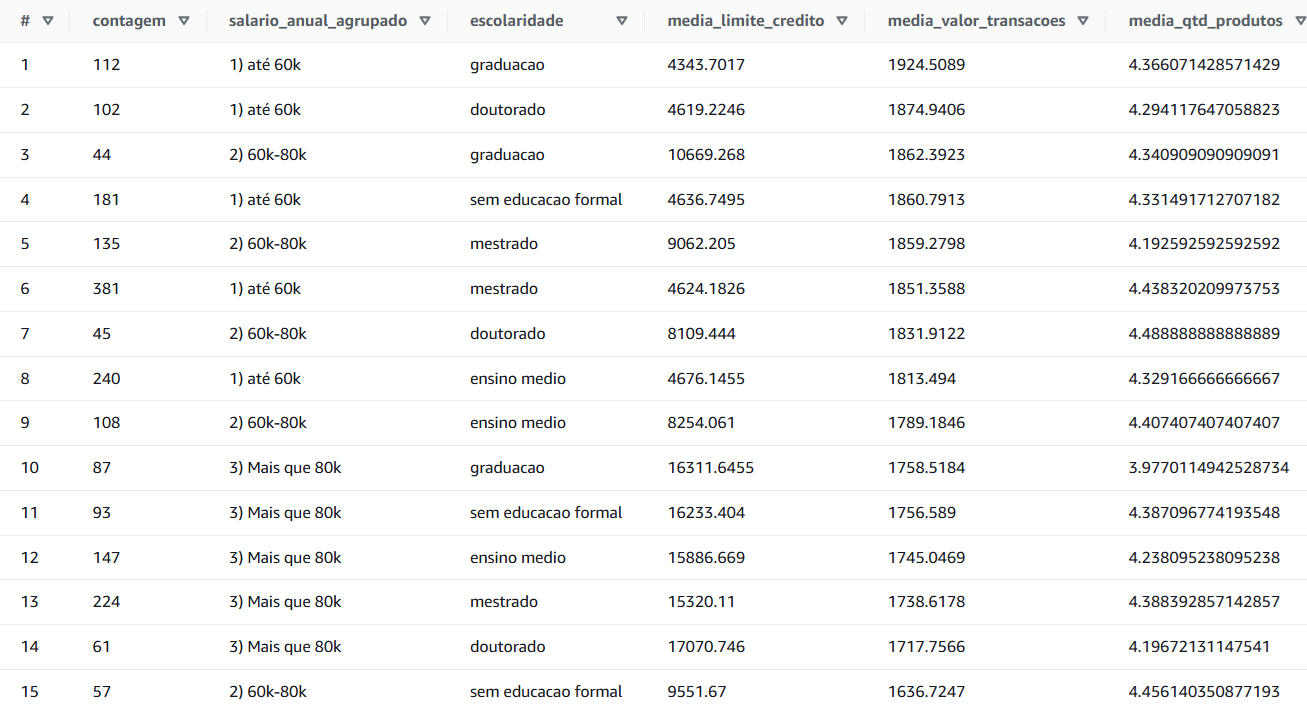 # contagem salario_anual_agrupado escolaridade media_limite_credito media_valor_transacoes media_qtd_produtos
1 112 1) até 60k graduacao 4343.7017 1924.5089 4.366071428571429
2 102 1) até 60k doutorado 4619.2246 1874.9406 4.294117647058823
3 44 2) 60k-80k graduacao 10669.268 1862.3923 4.340909090909091
4 181 1) até 60k sem educacao formal 4636.7495 1860.7913 4.331491712707182
5 135 2) 60k-80k mestrado 9062.205 1859.2798 4.192592592592592
6 381 1) até 60k mestrado 4624.1826 1851.3588 4.438320209973753
7 45 2) 60k-80k doutorado 8109.444 1831.9122 4.488888888888889
8 240 1) até 60k ensino medio 4676.1455 1813.494 4.329166666666667
9 108 2) 60k-80k ensino medio 8254.061 1789.1846 4.407407407407407
10 87 3) Mais que 80k graduacao 16311.6455 1758.5184 3.9770114942528734
11 93 3) Mais que 80k sem educacao formal 16233.404 1756.589 4.387096774193548
12 147 3) Mais que 80k ensino medio 15886.669 1745.0469 4.238095238095238
13 224 3) Mais que 80k mestrado 15320.11 1738.6178 4.388392857142857
14 61 3) Mais que 80k doutorado 17070.746 1717.7566 4.19672131147541
15 57 2) 60k-80k sem educacao formal 9551.67 1636.7247 4.456140350877193